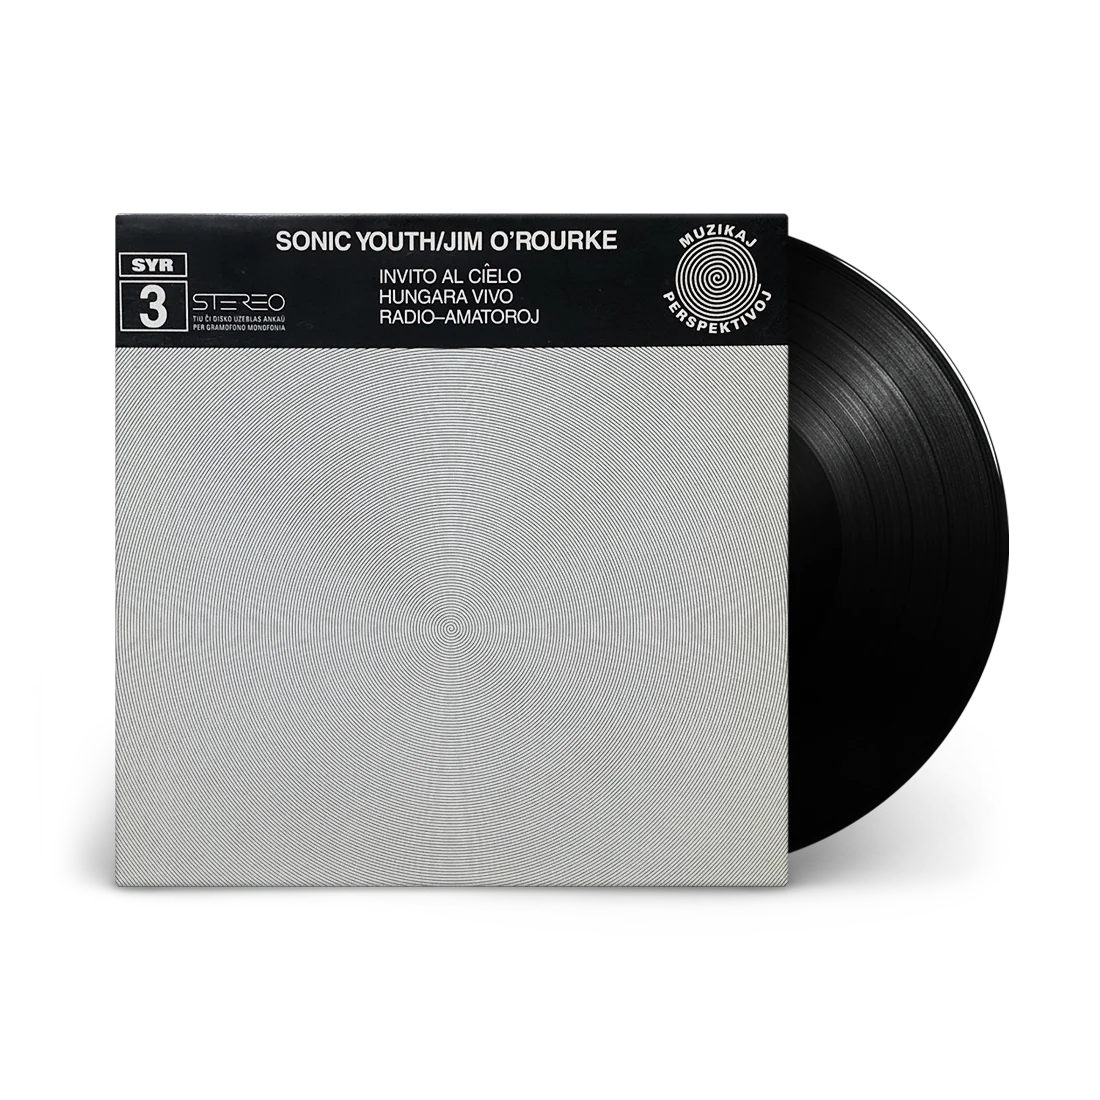 SONIC YOUTH/JIM O'ROURKE
INVITO AL CIÊLO
HUNGARA VIVO
RADIO–AMATOROJ
SYR
3
STEREO
TIU ĈI DISKO UZEBLAS ANKAŬ
PER GRAMOFONO MONOFONIA
MUZIKAJ
PERSPEKTIVOJ